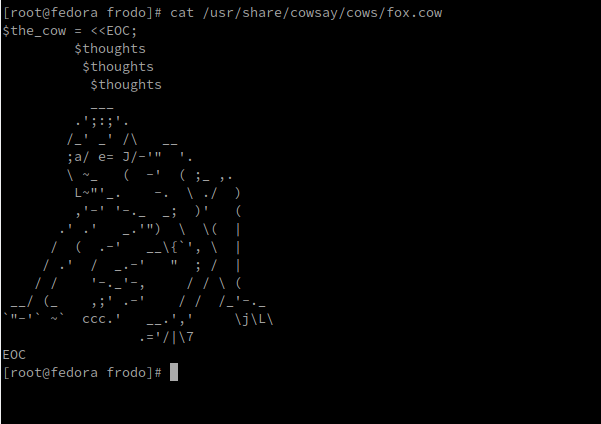 [root@fedora frodo]# cat /usr/share/cowsay/cows/fox.cow
$the_cow = <<EOC;
         $thoughts
          $thoughts
           $thoughts
           ___
         .';:;'.
        /_' _' /\   __
        ;a/ e= J/-'"  '.
        \ ~_   (  -'  ( ;_ ,.
         L~"'_.    -.  \ ./  )
         ,'-' '-._  _;  )'   (
       .' .'   _.'")  \  \(  |
      /  (  .-'   __\{`', \  |
     / .'  /  _.-'   "  ; /  |
    / /    '-._'-,     / / \ (
 __/ (_    ,;' .-'    / /  /_'-._
`"-'` ~`  ccc.'   __.','     \j\L\
                 .='/|\7
EOC
[root@fedora frodo]#